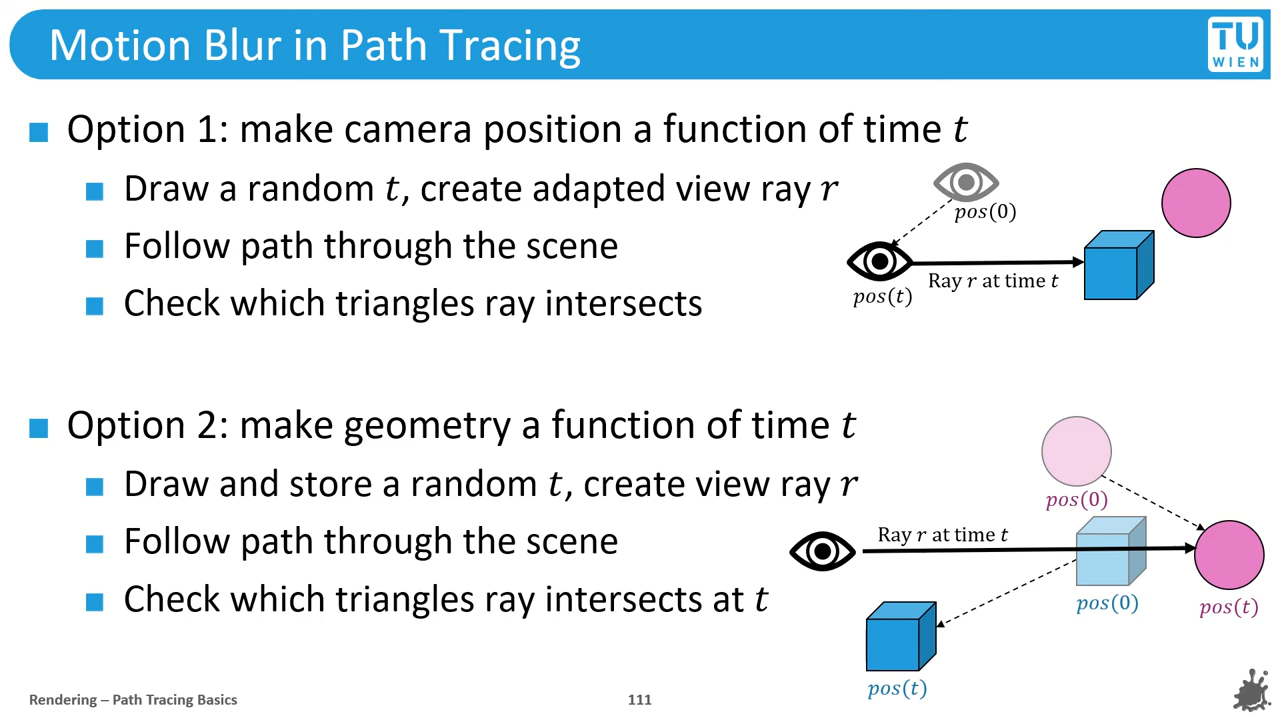 Motion Blur in Path Tracing
TU
WIEN
Option 1: make camera position a function of time t
Draw a random t, create adapted view ray r
Follow path through the scene
Check which triangles ray intersects
pos(0)
pos(t)
Ray r at time t
Option 2: make geometry a function of time t
Draw and store a random t, create view ray r
Follow path through the scene
Check which triangles ray intersects at t
pos(0)
Ray r at time t
pos(0)
pos(t)
pos(t)
Rendering – Path Tracing Basics
111